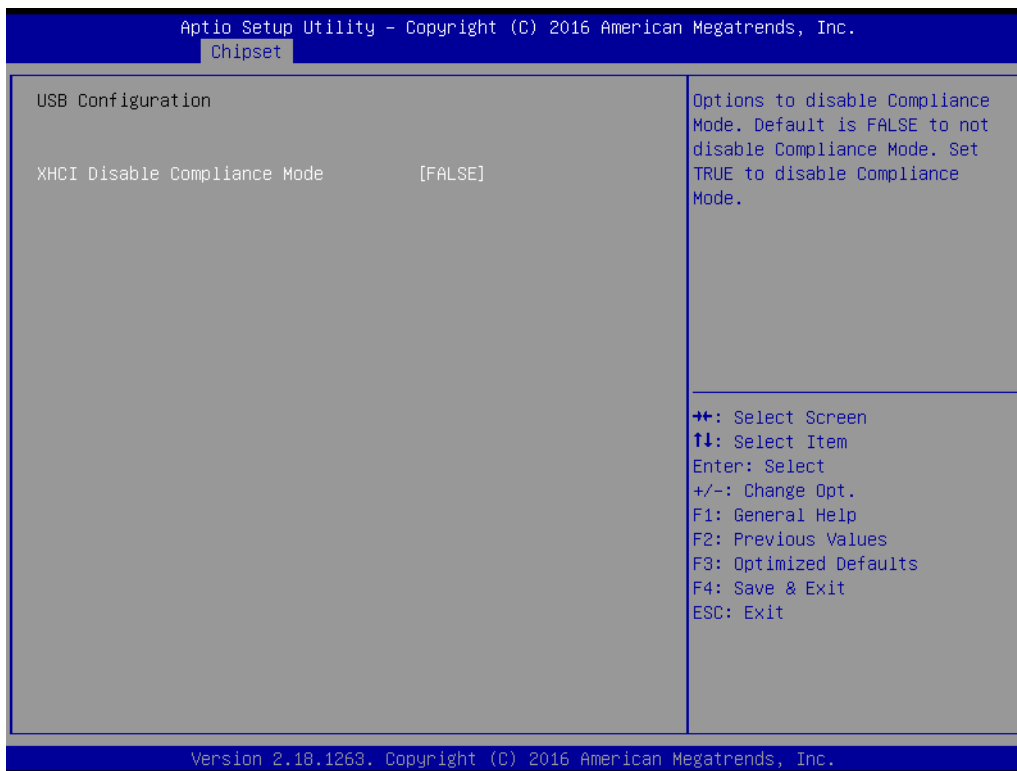 Aptio Setup Utility – Copyright (C) 2016 American Megatrends, Inc.
Chipset
USB Configuration
XHCI Disable Compliance Mode [FALSE]
Options to disable Compliance
Mode. Default is FALSE to not
disable Compliance Mode. Set
TRUE to disable Compliance
Mode.
→←: Select Screen
↑↓: Select Item
Enter: Select
+/-: Change Opt.
F1: General Help
F2: Previous Values
F3: Optimized Defaults
F4: Save & Exit
ESC: Exit
Version 2.18.1263. Copyright (C) 2016 American Megatrends, Inc.